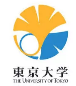 東京大学
THE UNIVERSITY OF TOKYO